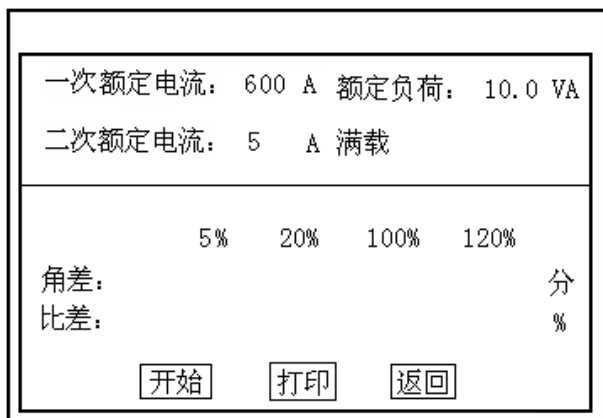 一次额定电流： 600 A 额定负荷： 10.0 VA
二次额定电流： 5 A 满载
5% 20% 100% 120%
角差： 分
比差： %
开始 打印 返回